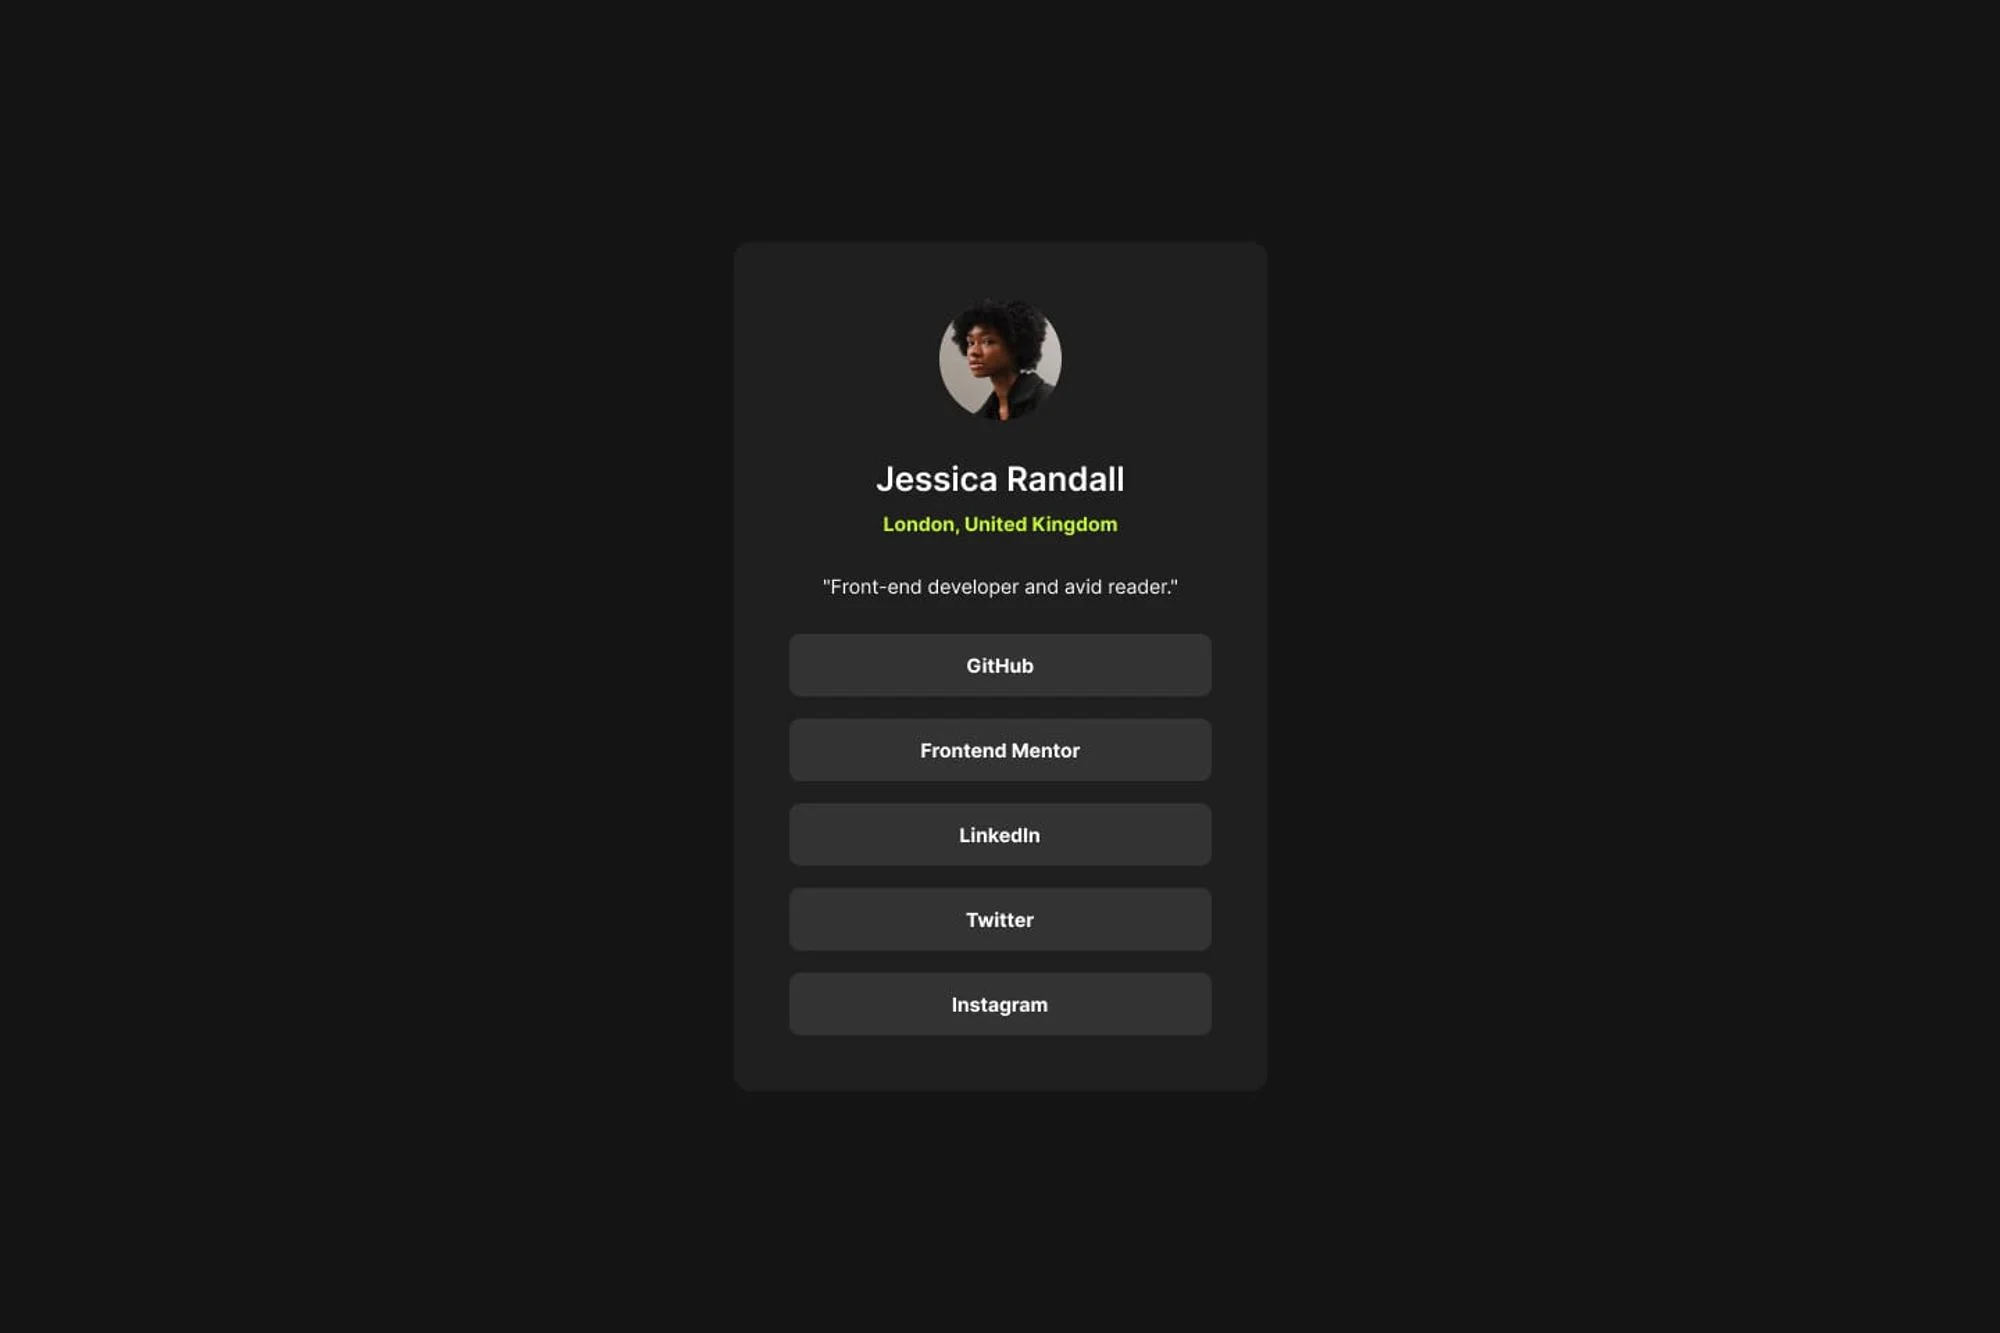 Jessica Randall
London, United Kingdom
"Front-end developer and avid reader."
GitHub
Frontend Mentor
LinkedIn
Twitter
Instagram